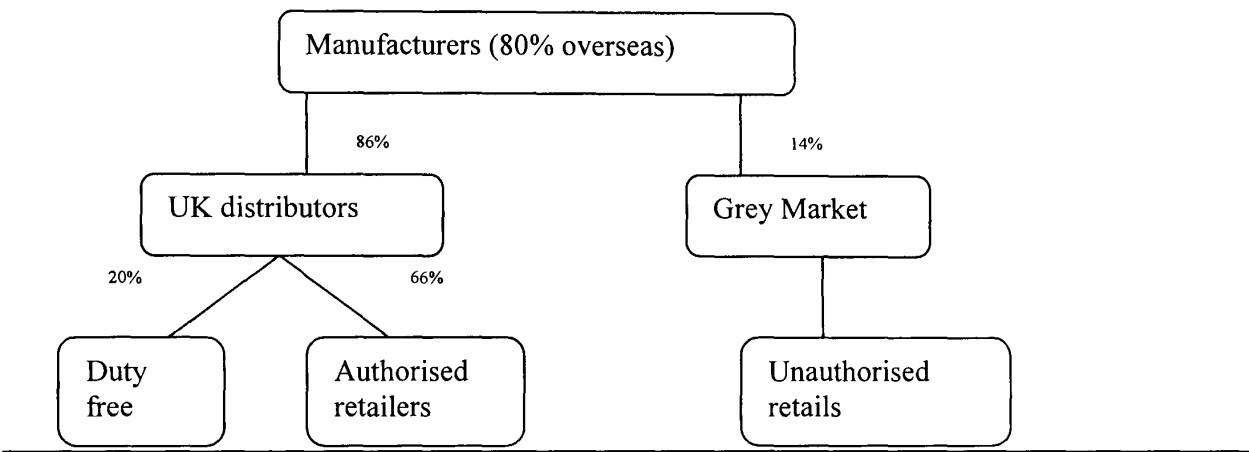 Manufacturers (80% overseas)
86%
14%
UK distributors
Grey Market
20%
66%
Duty
free
Authorised
retailers
Unauthorised
retails